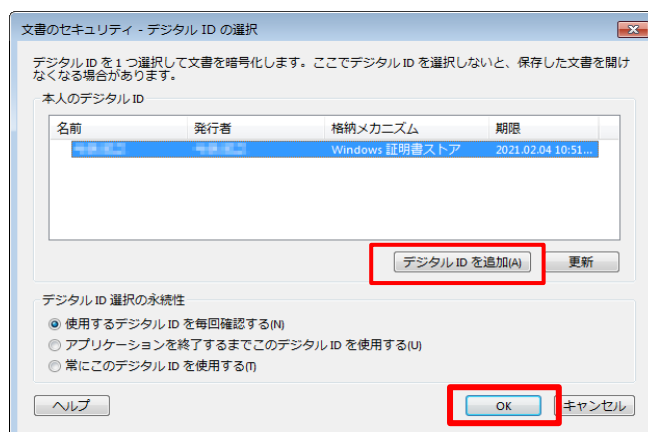 文書のセキュリティ - デジタル ID の選択
デジタル ID を 1 つ選択して文書を暗号化します。ここでデジタル ID を選択しないと、保存した文書を開け
なくなる場合があります。
本人のデジタル ID
名前 発行者 格納メカニズム 期限
Windows 証明書ストア 2021.02.04 10:51...
デジタル ID を追加(A) 更新
デジタル ID 選択の永続性
使用するデジタル ID を毎回確認する(N)
アプリケーションを終了するまでこのデジタル ID を使用する(U)
常にこのデジタル ID を使用する(T)
ヘルプ OK キャンセル